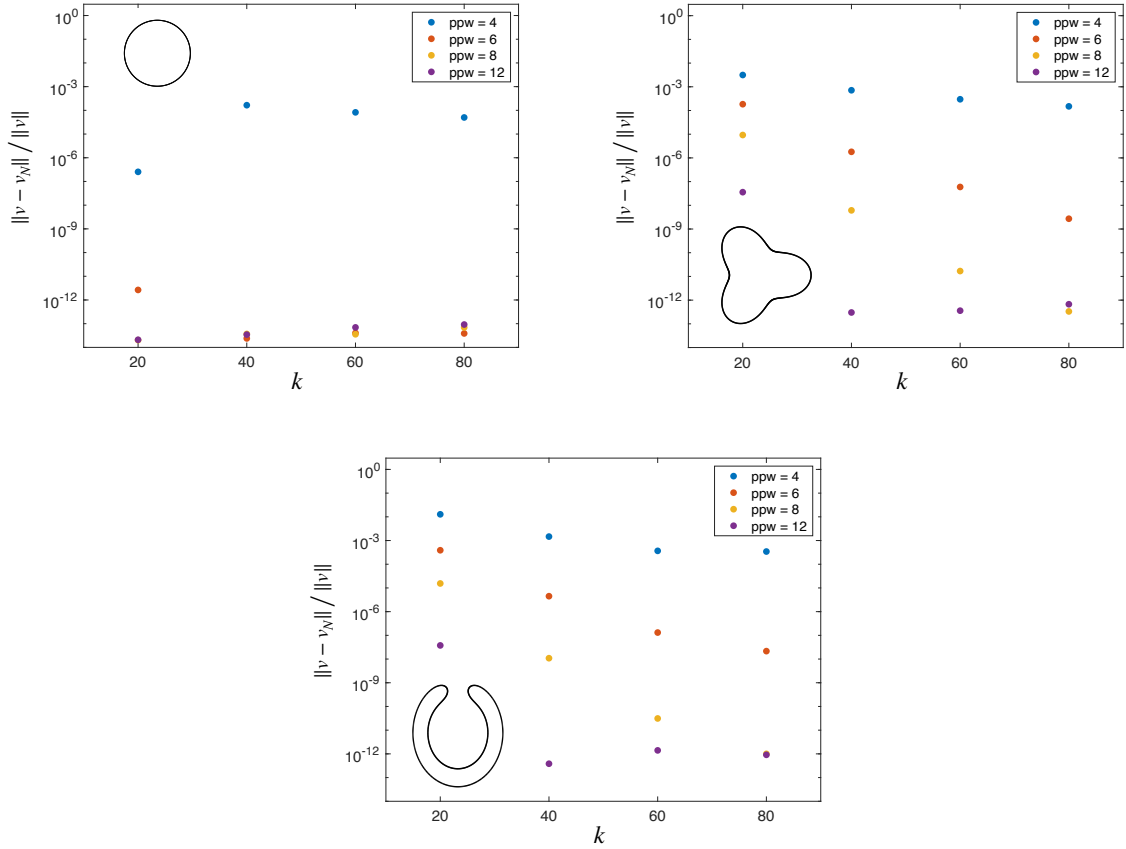 10^0
10^-3
10^-6
10^-9
10^-12
‖v − v_N‖ / ‖v‖
ppw = 4
ppw = 6
ppw = 8
ppw = 12
20 40 60 80
k
10^0
10^-3
10^-6
10^-9
10^-12
‖v − v_N‖ / ‖v‖
ppw = 4
ppw = 6
ppw = 8
ppw = 12
20 40 60 80
k
10^0
10^-3
10^-6
10^-9
10^-12
‖v − v_N‖ / ‖v‖
ppw = 4
ppw = 6
ppw = 8
ppw = 12
20 40 60 80
k